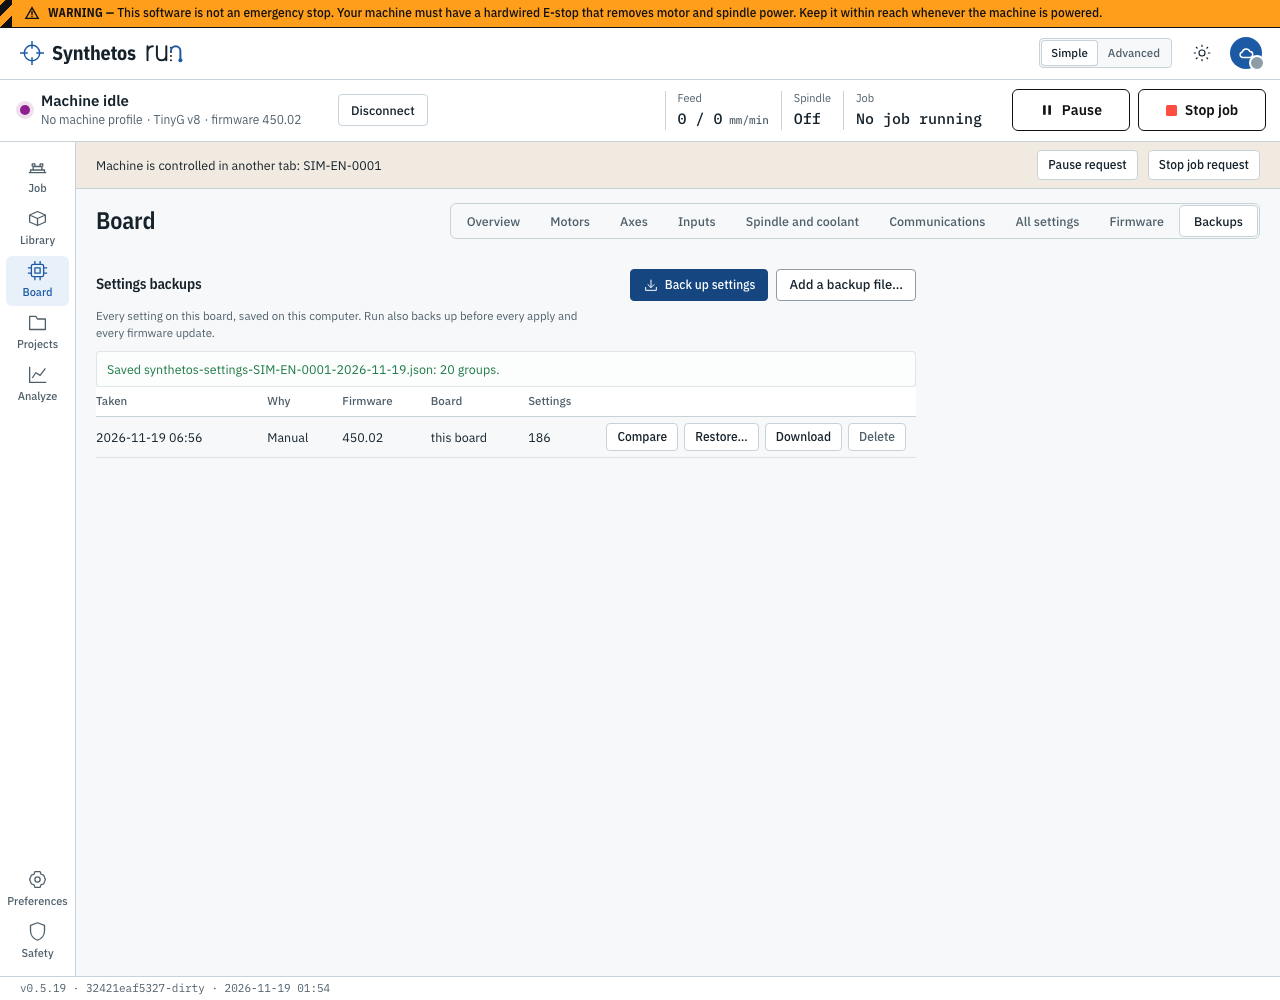 WARNING — This software is not an emergency stop. Your machine must have a hardwired E-stop that removes motor and spindle power. Keep it within reach whenever the machine is powered.
Synthetos run
Simple
Advanced
Machine idle
No machine profile · TinyG v8 · firmware 450.02
Disconnect
Feed
0 / 0 mm/min
Spindle
Off
Job
No job running
Pause
Stop job
Job
Library
Board
Projects
Analyze
Preferences
Safety
Machine is controlled in another tab: SIM-EN-0001
Pause request
Stop job request
Board
Overview
Motors
Axes
Inputs
Spindle and coolant
Communications
All settings
Firmware
Backups
Settings backups
Back up settings
Add a backup file...
Every setting on this board, saved on this computer. Run also backs up before every apply and
every firmware update.
Saved synthetos-settings-SIM-EN-0001-2026-11-19.json: 20 groups.
Taken Why Firmware Board Settings
2026-11-19 06:56 Manual 450.02 this board 186 Compare Restore... Download Delete
v0.5.19 · 32421eaf5327-dirty · 2026-11-19 01:54